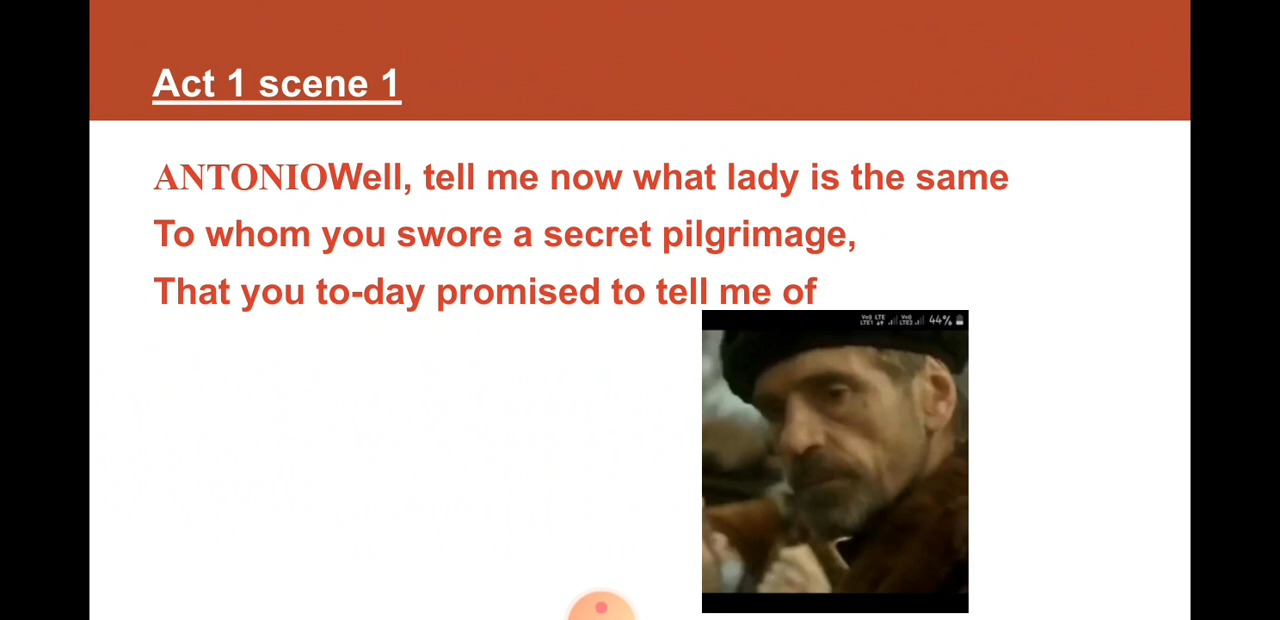 Act 1 scene 1
ANTONIOWell, tell me now what lady is the same
To whom you swore a secret pilgrimage,
That you to-day promised to tell me of
44%